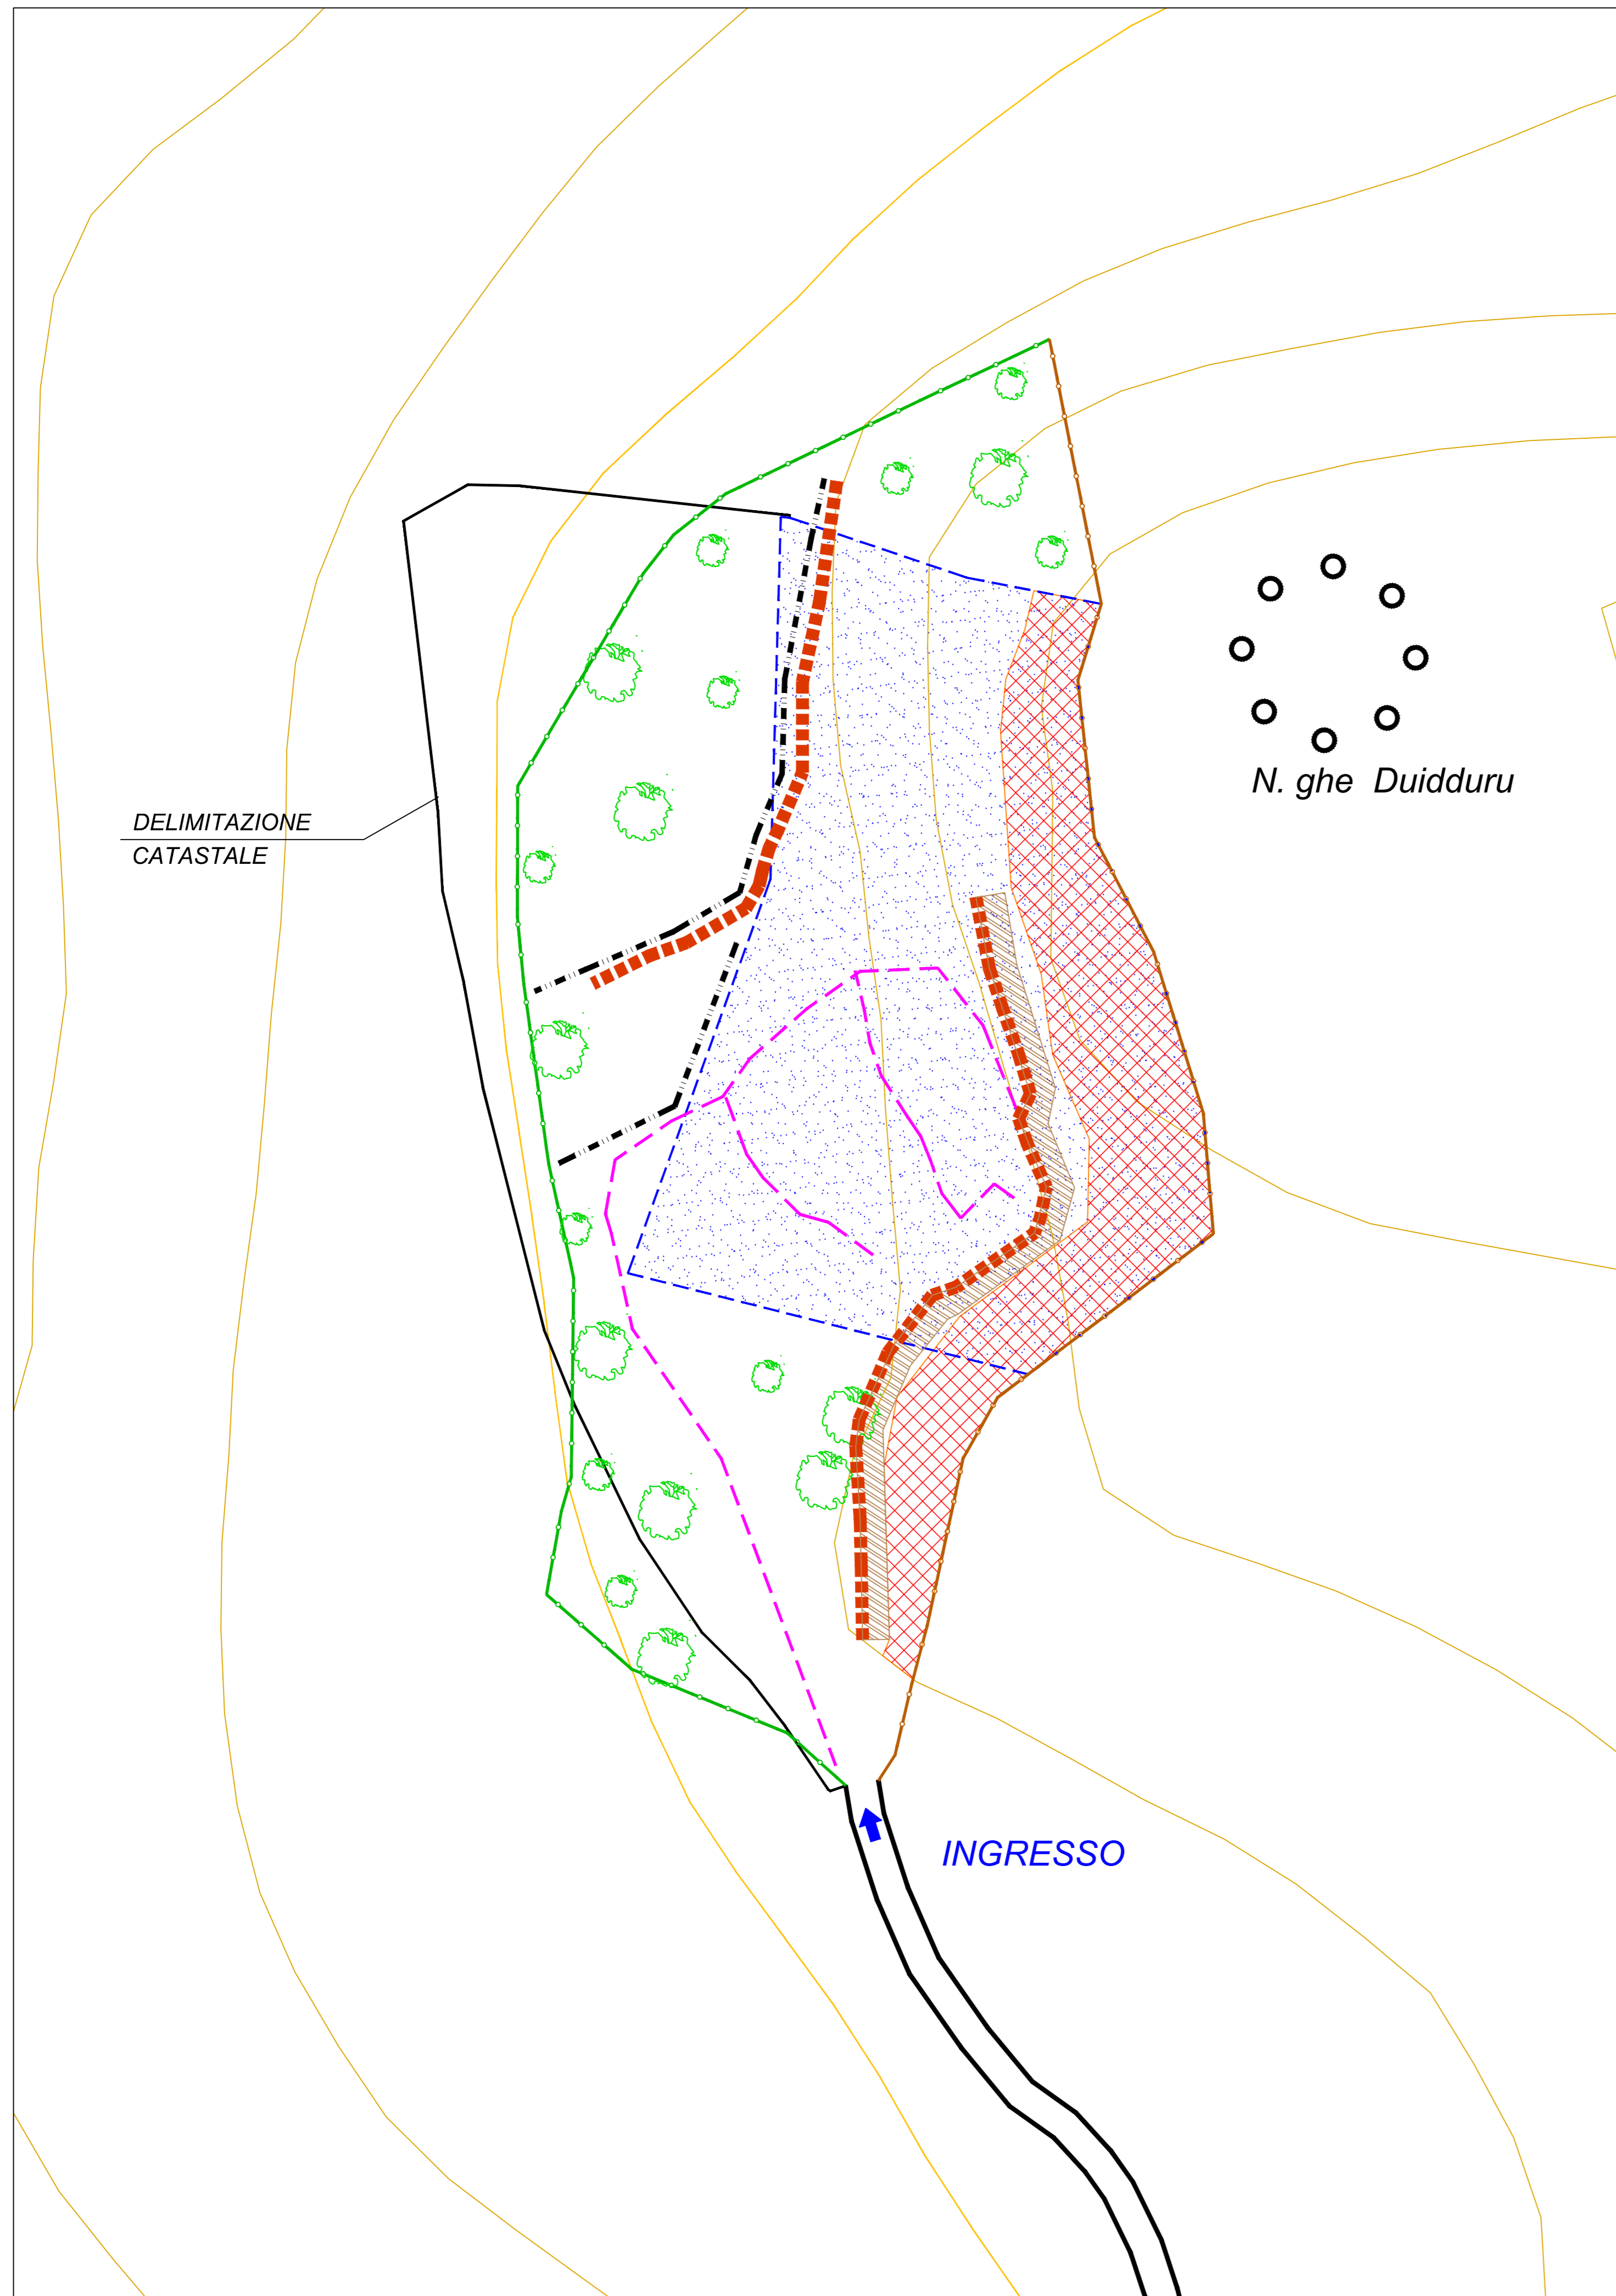 N. ghe Duidduru
DELIMITAZIONE
CATASTALE
INGRESSO